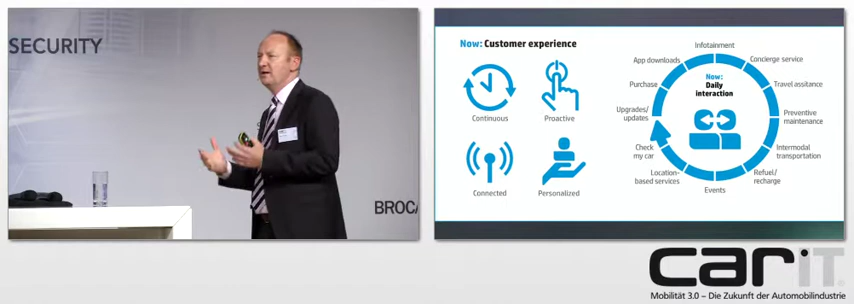 SECURITY
BROCA
Now: Customer experience
Continuous
Proactive
Connected
Personalized
Infotainment
Concierge service
Travel assitance
Preventive
maintenance
Intermodal
transportation
Refuel/
recharge
Events
Location-
based services
Check
my car
Upgrades/
updates
Purchase
App downloads
Now:
Daily
interaction
carIT
Mobilität 3.0 – Die Zukunft der Automobilindustrie